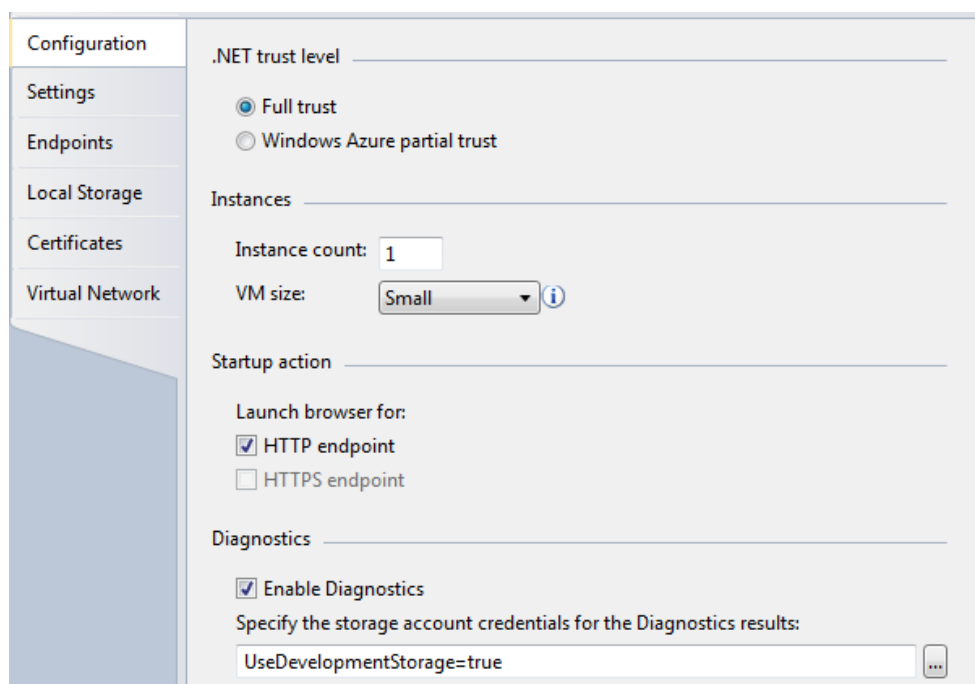 Configuration
Settings
Endpoints
Local Storage
Certificates
Virtual Network
.NET trust level
Full trust
Windows Azure partial trust
Instances
Instance count: 1
VM size: Small
Startup action
Launch browser for:
HTTP endpoint
HTTPS endpoint
Diagnostics
Enable Diagnostics
Specify the storage account credentials for the Diagnostics results:
UseDevelopmentStorage=true ...